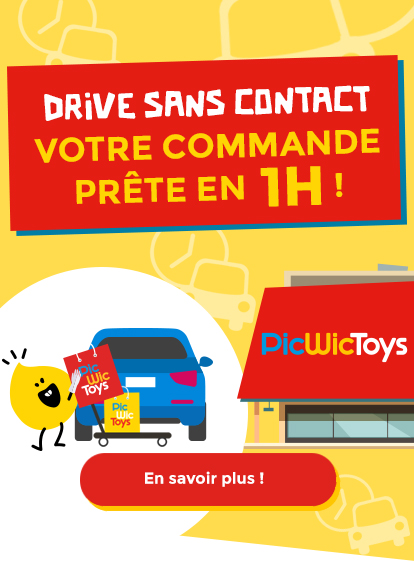 DRiVE SANS CONTACT
VOTRE COMMANDE
PRÊTE EN 1H !
PicWicToys
Pic
Wic
Toys
Pic
Wic
Toys
En savoir plus !